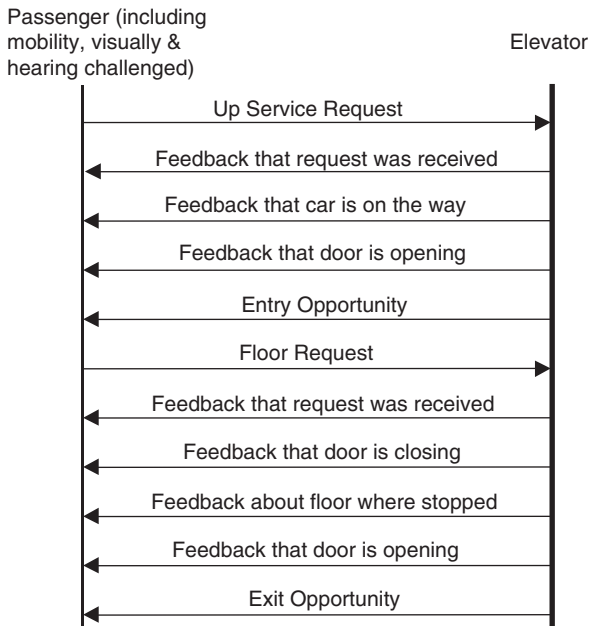 Passenger (including
mobility, visually &
hearing challenged)
Elevator
Up Service Request
Feedback that request was received
Feedback that car is on the way
Feedback that door is opening
Entry Opportunity
Floor Request
Feedback that request was received
Feedback that door is closing
Feedback about floor where stopped
Feedback that door is opening
Exit Opportunity